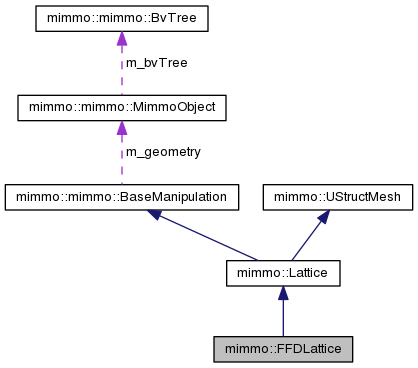 mimmo::mimmo::BvTree
m_bvTree
mimmo::mimmo::MimmoObject
m_geometry
mimmo::mimmo::BaseManipulation
mimmo::UStructMesh
mimmo::Lattice
mimmo::FFDLattice